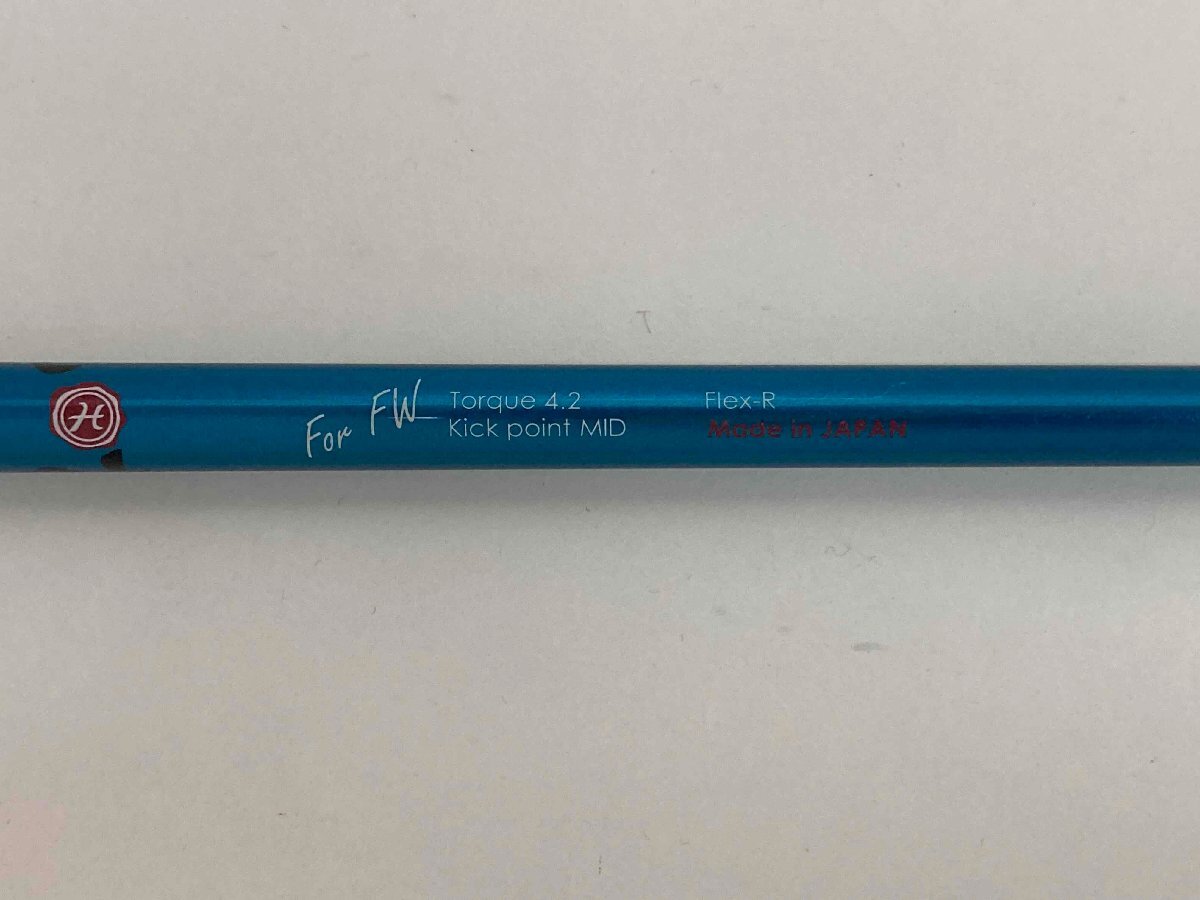 H
For FW
Torque 4.2
Kick point MID
Flex-R
Made in JAPAN